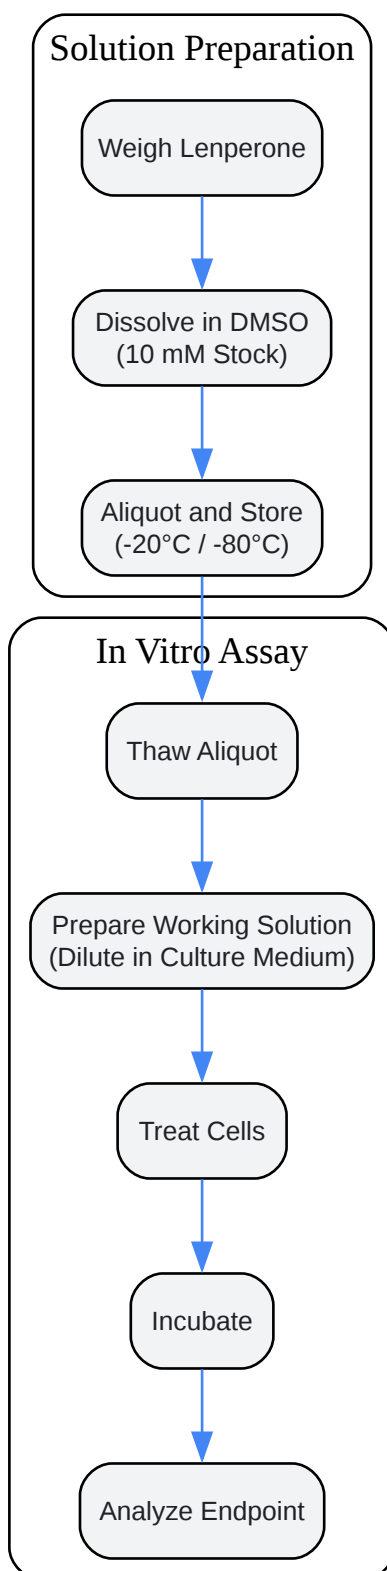 Solution Preparation
Weigh Lenperone
Dissolve in DMSO
(10 mM Stock)
Aliquot and Store
(-20°C / -80°C)
In Vitro Assay
Thaw Aliquot
Prepare Working Solution
(Dilute in Culture Medium)
Treat Cells
Incubate
Analyze Endpoint